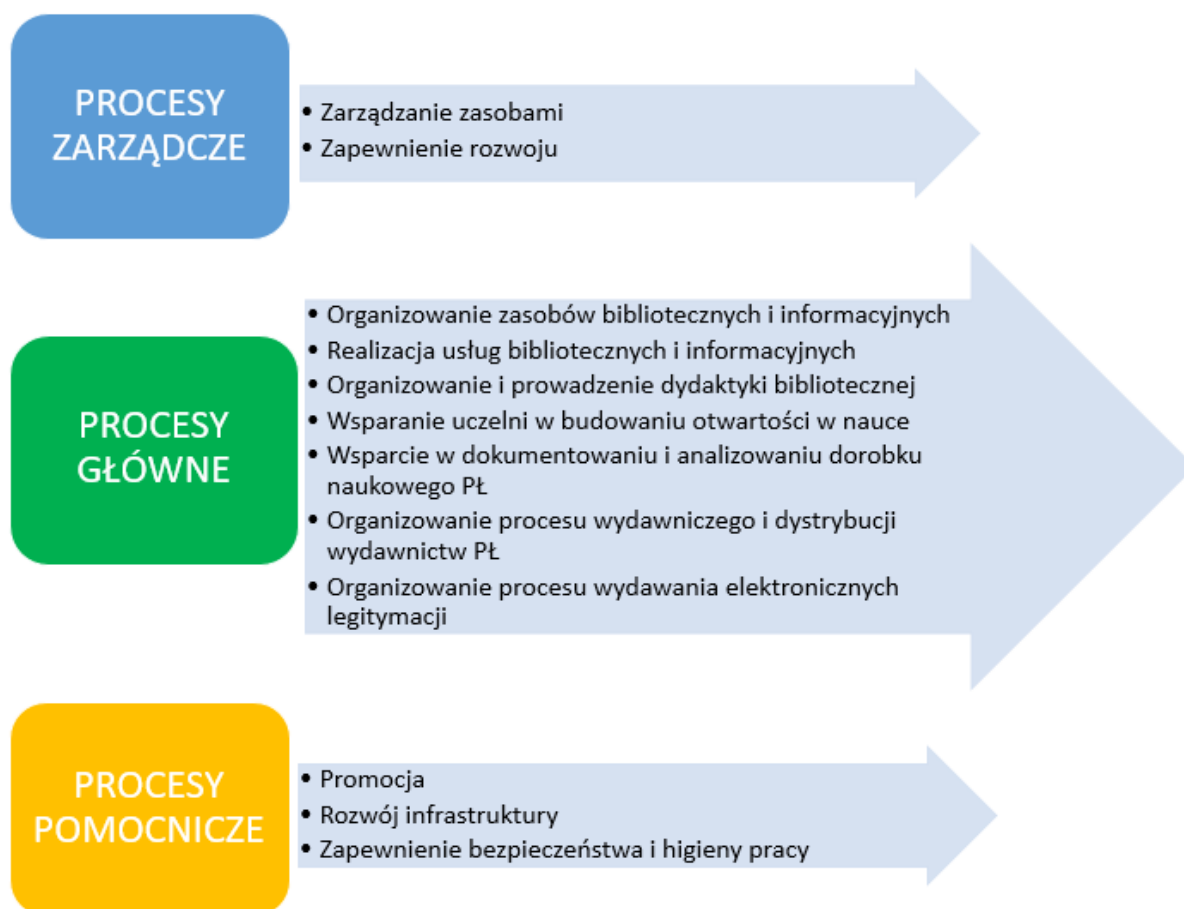 PROCESY
ZARZĄDCZE
• Zarządzanie zasobami
• Zapewnienie rozwoju
PROCESY
GŁÓWNE
• Organizowanie zasobów bibliotecznych i informacyjnych
• Realizacja usług bibliotecznych i informacyjnych
• Organizowanie i prowadzenie dydaktyki bibliotecznej
• Wsparanie uczelni w budowaniu otwartości w nauce
• Wsparcie w dokumentowaniu i analizowaniu dorobku
naukowego PŁ
• Organizowanie procesu wydawniczego i dystrybucji
wydawnictw PŁ
• Organizowanie procesu wydawania elektronicznych
legitymacji
PROCESY
POMOCNICZE
• Promocja
• Rozwój infrastruktury
• Zapewnienie bezpieczeństwa i higieny pracy